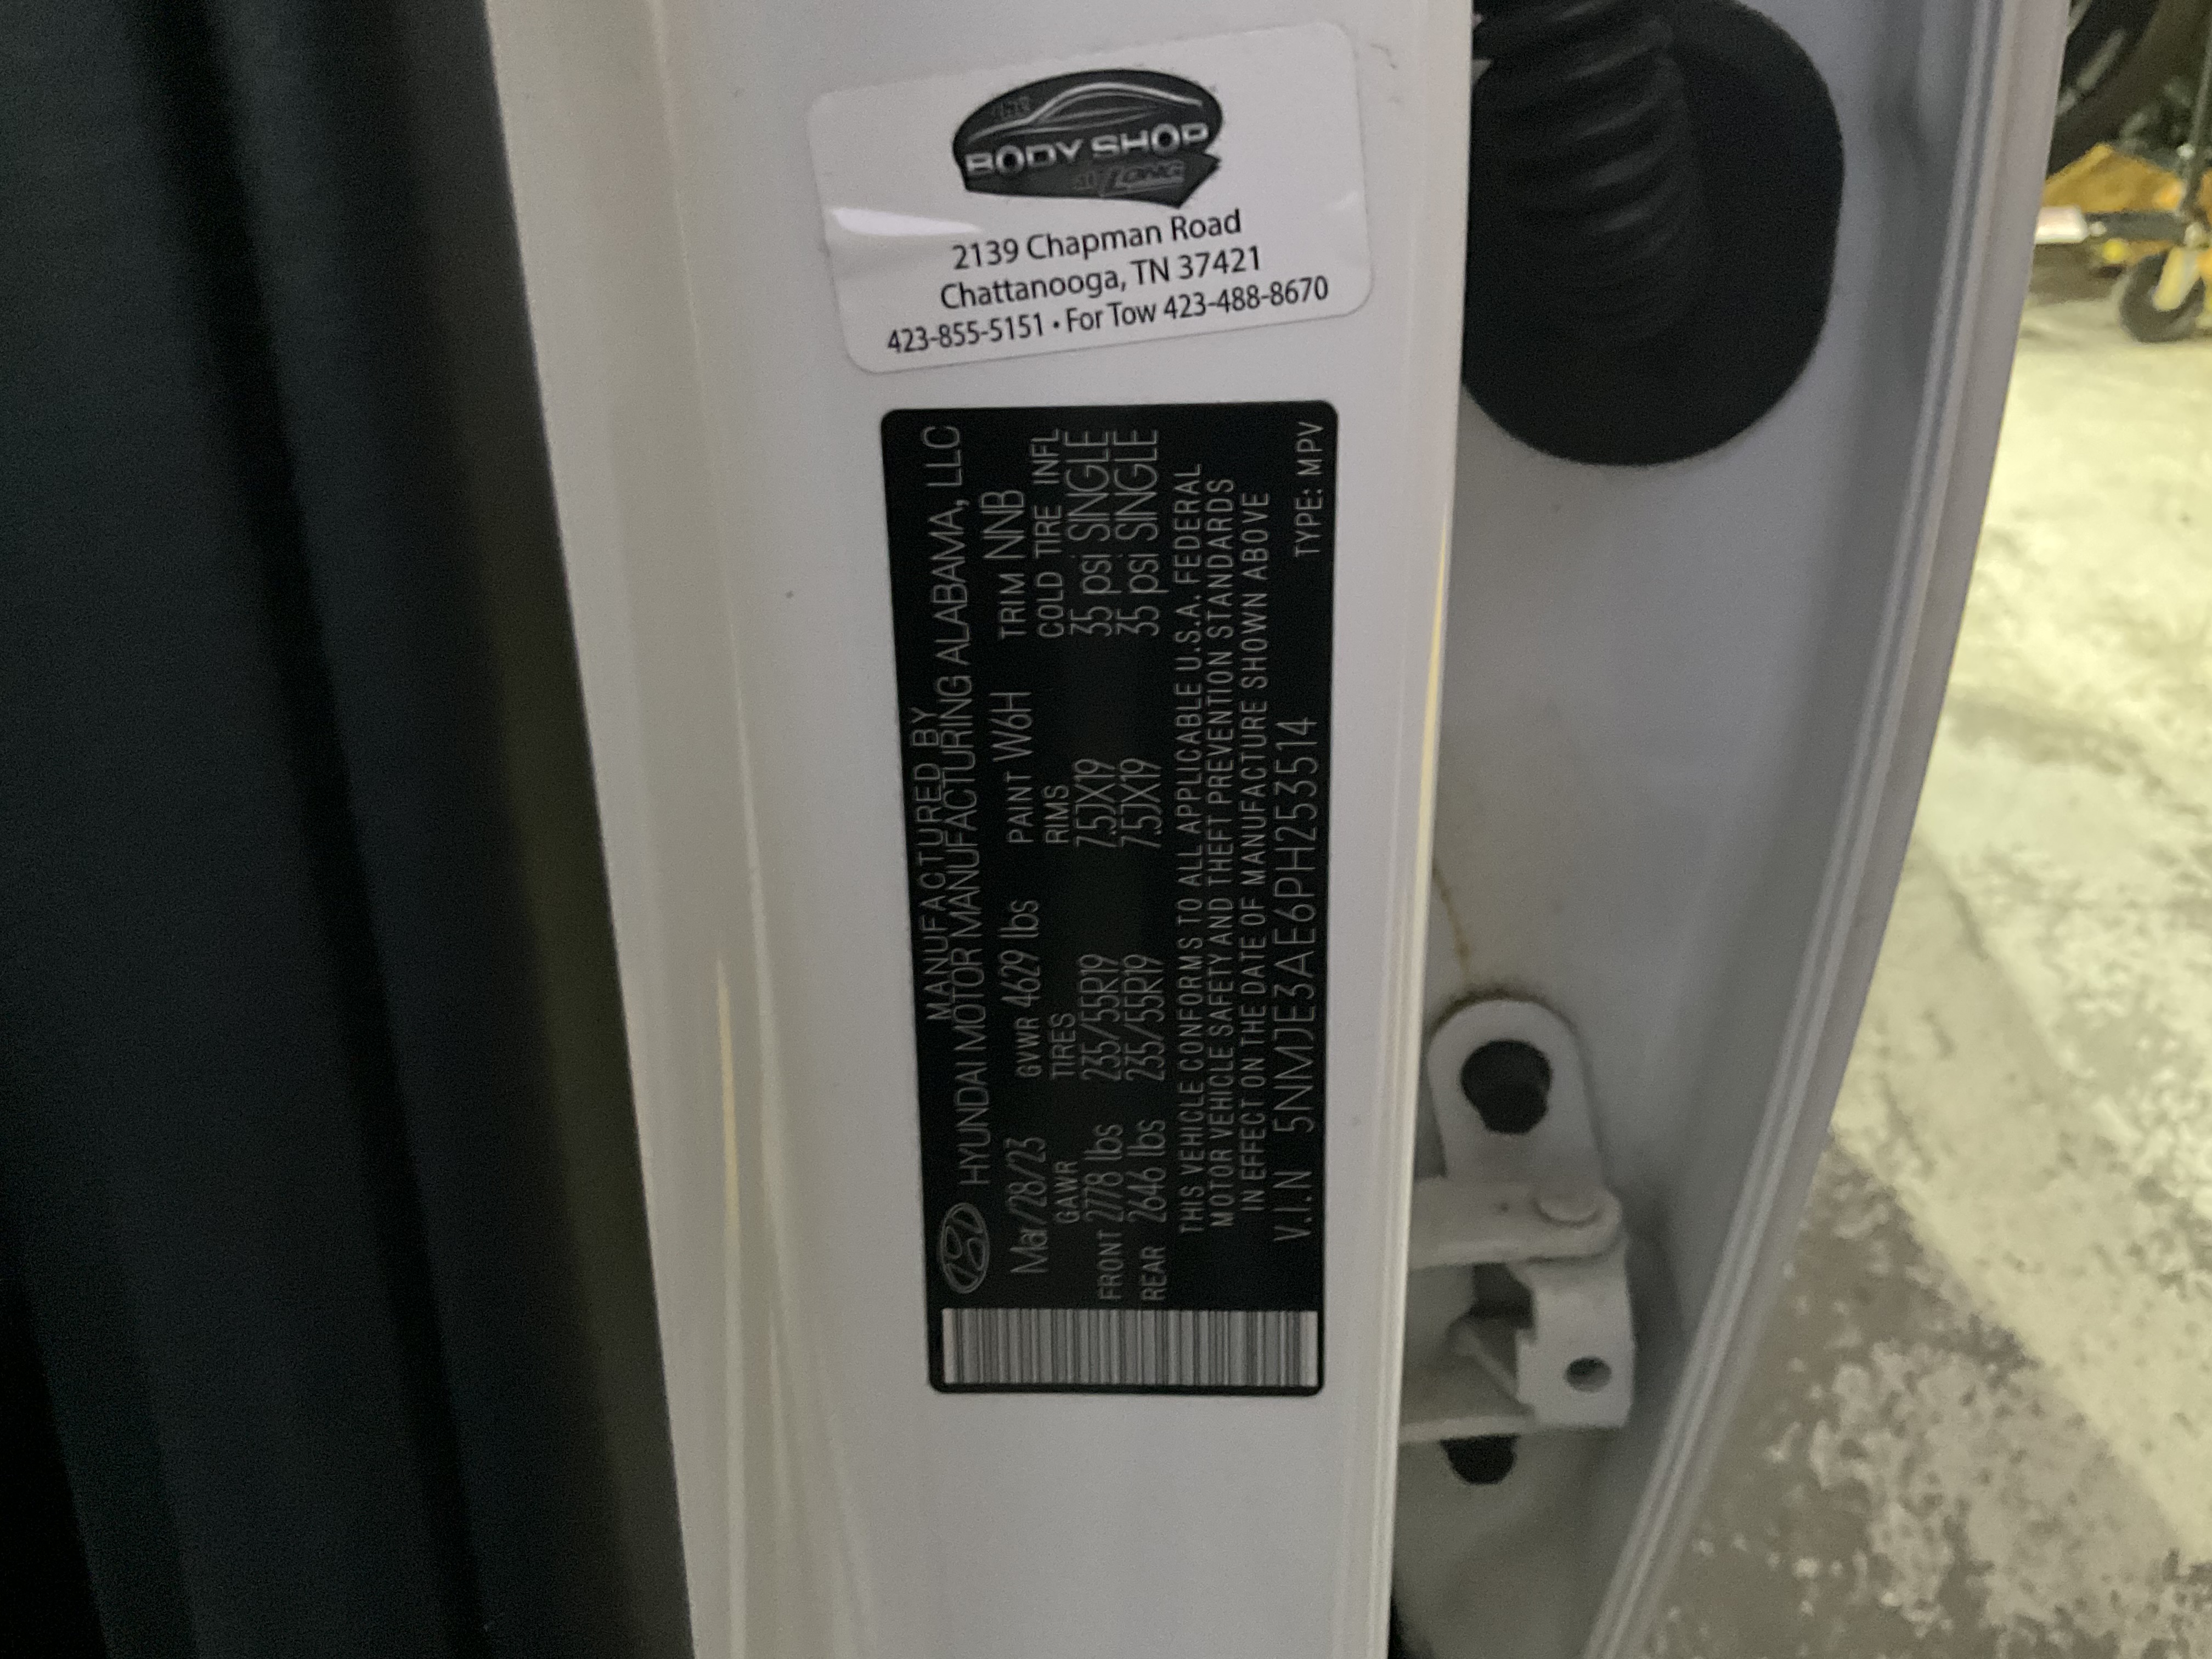 BODY SHOP
at LONG
2139 Chapman Road
Chattanooga, TN 37421
423-855-5151 • For Tow 423-488-8670
MANUFACTURED BY
HYUNDAI MOTOR MANUFACTURING ALABAMA, LLC
Mar/28/23 GVWR 4629 lbs PAINT W6H TRIM NNB
GAWR TIRES RIMS COLD TIRE INFL
FRONT 2778 lbs 235/55R19 7.5JX19 35 psi SINGLE
REAR 2646 lbs 235/55R19 7.5JX19 35 psi SINGLE
THIS VEHICLE CONFORMS TO ALL APPLICABLE U.S.A. FEDERAL
MOTOR VEHICLE SAFETY AND THEFT PREVENTION STANDARDS
IN EFFECT ON THE DATE OF MANUFACTURE SHOWN ABOVE
V.I.N 5NMJE3AE6PH253514 TYPE: MPV